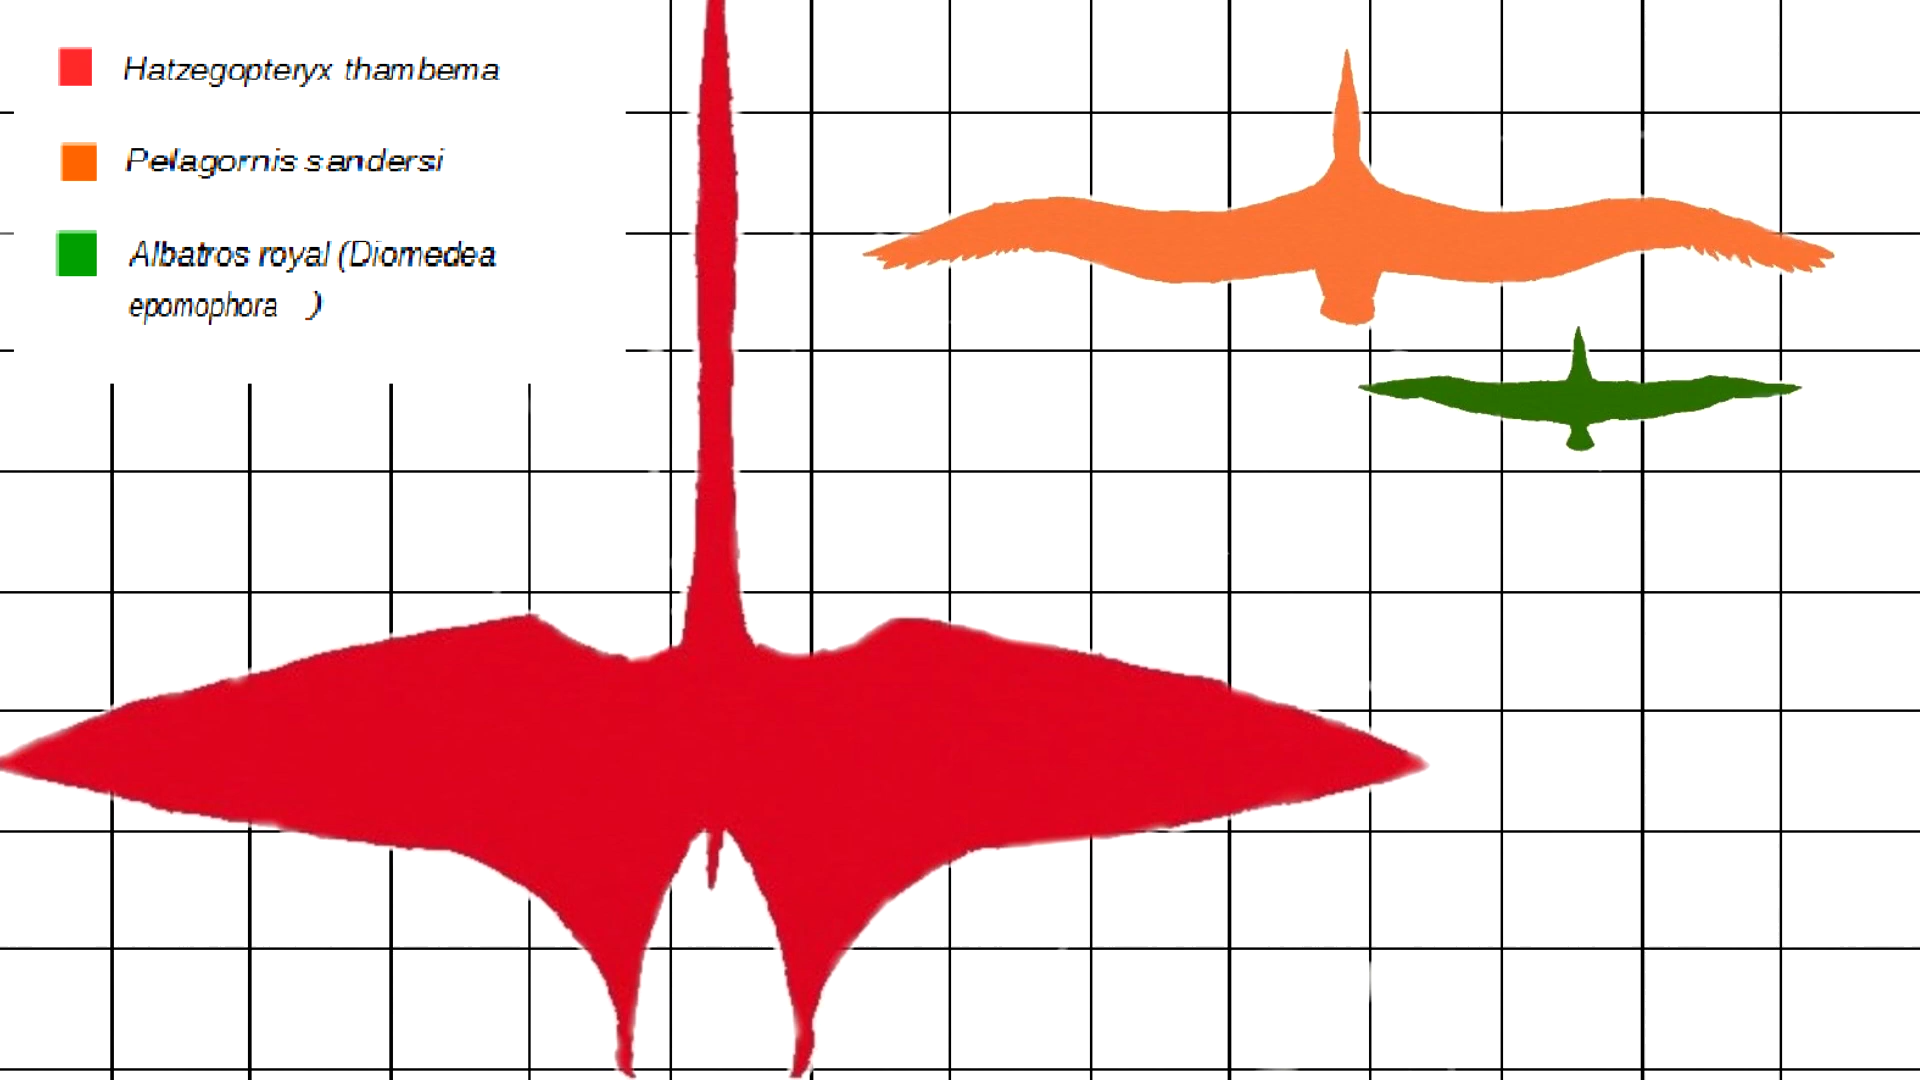 Hatzegopteryx thambema
Pelagornis sandersi
Albatros royal (Diomedea
epomophora )